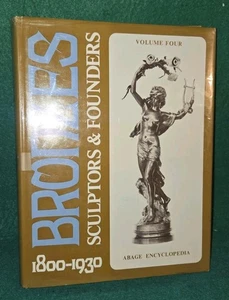 BRONZES
SCULPTORS & FOUNDERS
1800-1930
VOLUME FOUR
ABAGE ENCYCLOPEDIA